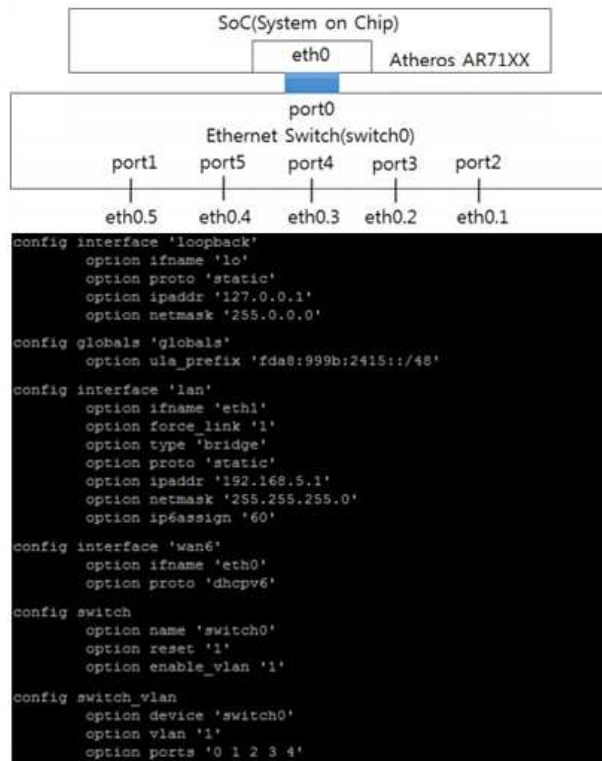 SoC(System on Chip)
eth0
Atheros AR71XX
port0
Ethernet Switch(switch0)
port1 port5 port4 port3 port2
eth0.5 eth0.4 eth0.3 eth0.2 eth0.1
config interface 'loopback'
option ifname 'lo'
option proto 'static'
option ipaddr '127.0.0.1'
option netmask '255.0.0.0'
config globals 'globals'
option ula_prefix 'fda8:999b:2415::/48'
config interface 'lan'
option ifname 'eth1'
option force_link '1'
option type 'bridge'
option proto 'static'
option ipaddr '192.168.5.1'
option netmask '255.255.255.0'
option ip6assign '60'
config interface 'wan6'
option ifname 'eth0'
option proto 'dhcpv6'
config switch
option name 'switch0'
option reset '1'
option enable_vlan '1'
config switch_vlan
option device 'switch0'
option vlan '1'
option ports '0 1 2 3 4'